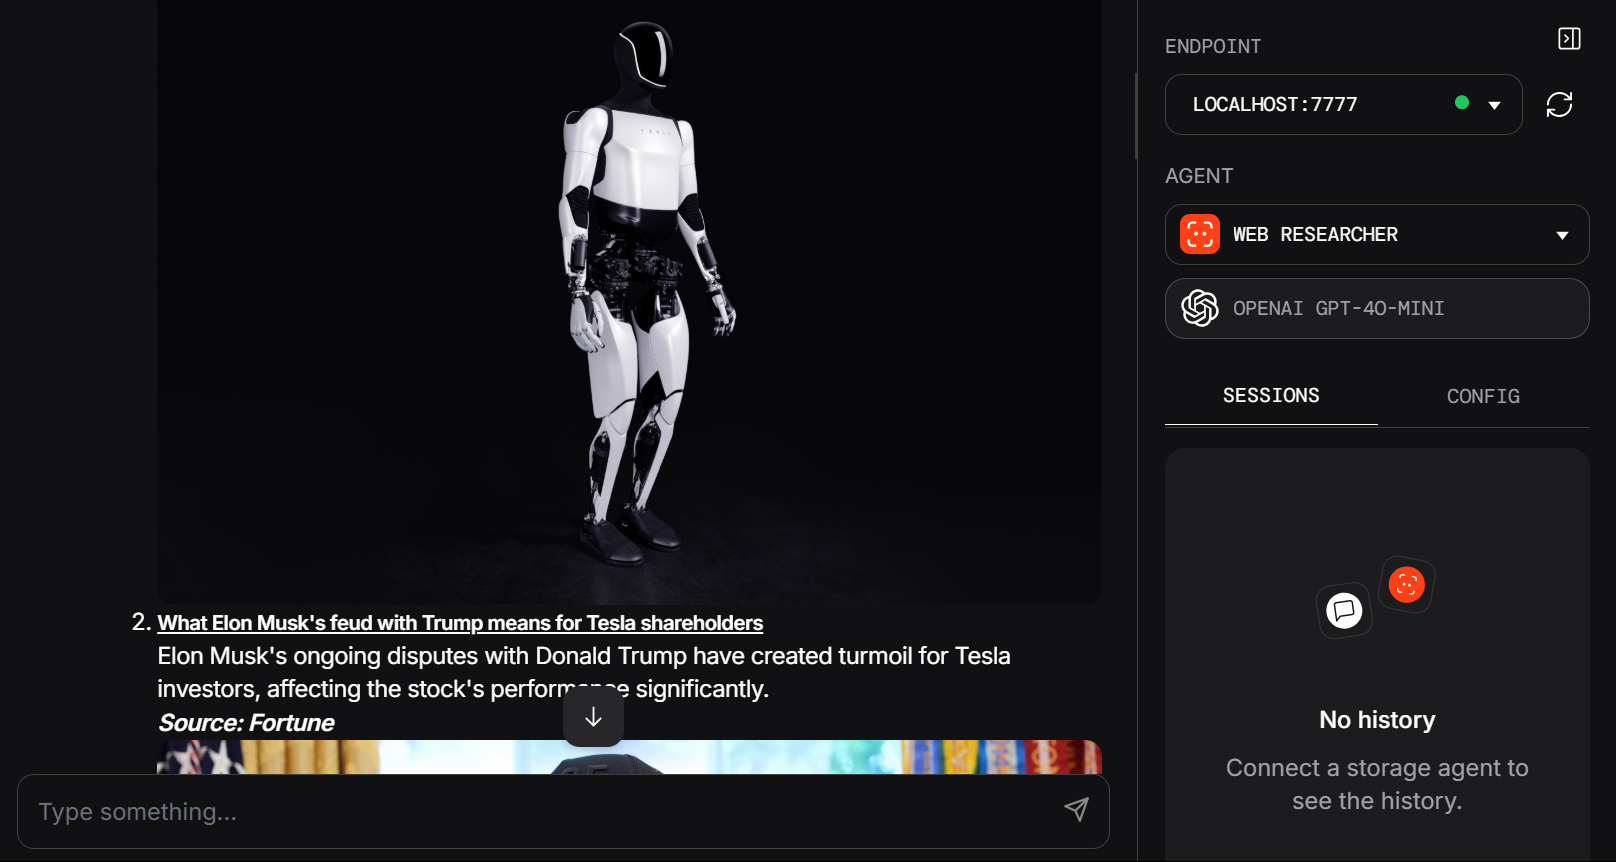 TESLA
2. What Elon Musk's feud with Trump means for Tesla shareholders
Elon Musk's ongoing disputes with Donald Trump have created turmoil for Tesla
investors, affecting the stock's performance significantly.
Source: Fortune
Type something...
ENDPOINT
LOCALHOST:7777
AGENT
WEB RESEARCHER
OPENAI GPT-4O-MINI
SESSIONS
CONFIG
No history
Connect a storage agent to
see the history.